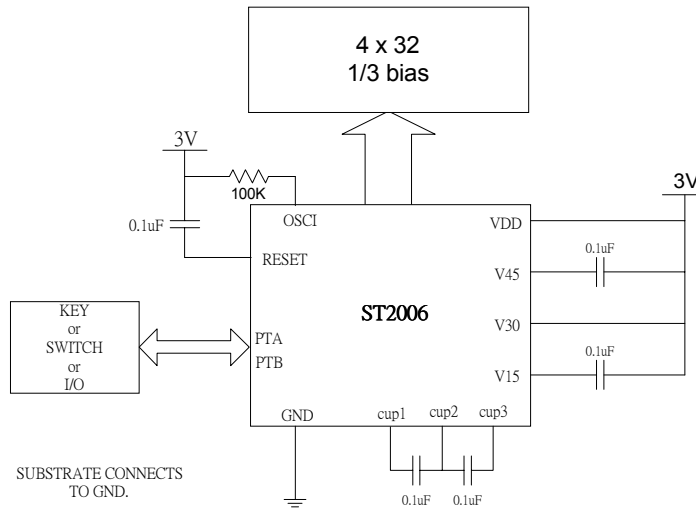 4 x 32
1/3 bias
3V
100K
0.1uF
OSCI
RESET
ST2006
VDD
V45
V30
V15
3V
0.1uF
0.1uF
KEY
or
SWITCH
or
I/O
PTA
PTB
GND
cup1
cup2
cup3
0.1uF
0.1uF
SUBSTRATE CONNECTS
TO GND.